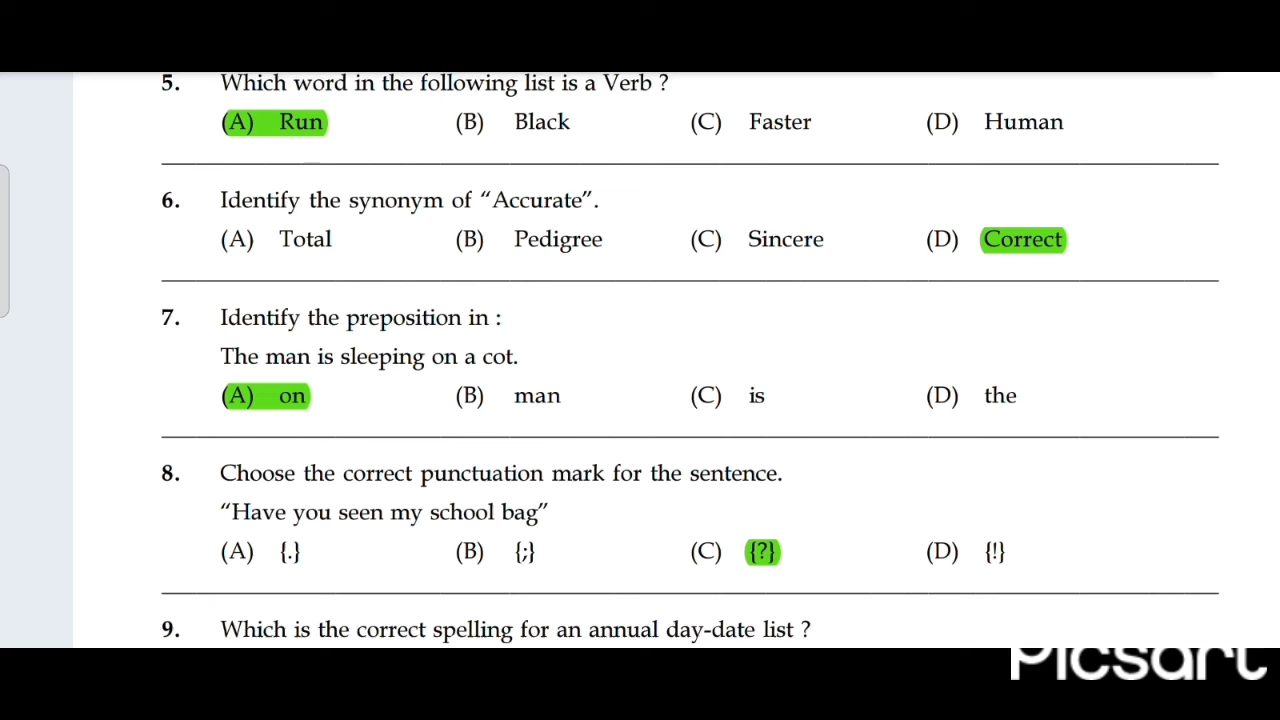 5. Which word in the following list is a Verb ?
(A) Run (B) Black (C) Faster (D) Human
6. Identify the synonym of “Accurate”.
(A) Total (B) Pedigree (C) Sincere (D) Correct
7. Identify the preposition in :
The man is sleeping on a cot.
(A) on (B) man (C) is (D) the
8. Choose the correct punctuation mark for the sentence.
“Have you seen my school bag”
(A) {.} (B) {;} (C) {?} (D) {!}
9. Which is the correct spelling for an annual day-date list ?
Picsart